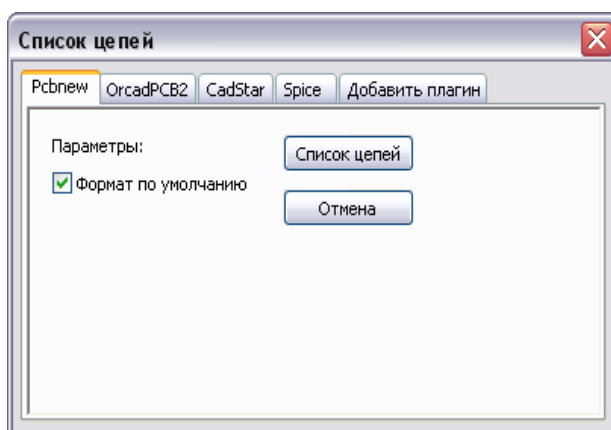 Список цепей
Pcbnew OrcadPCB2 CadStar Spice Добавить плагин
Параметры:
Список цепей
Формат по умолчанию
Отмена